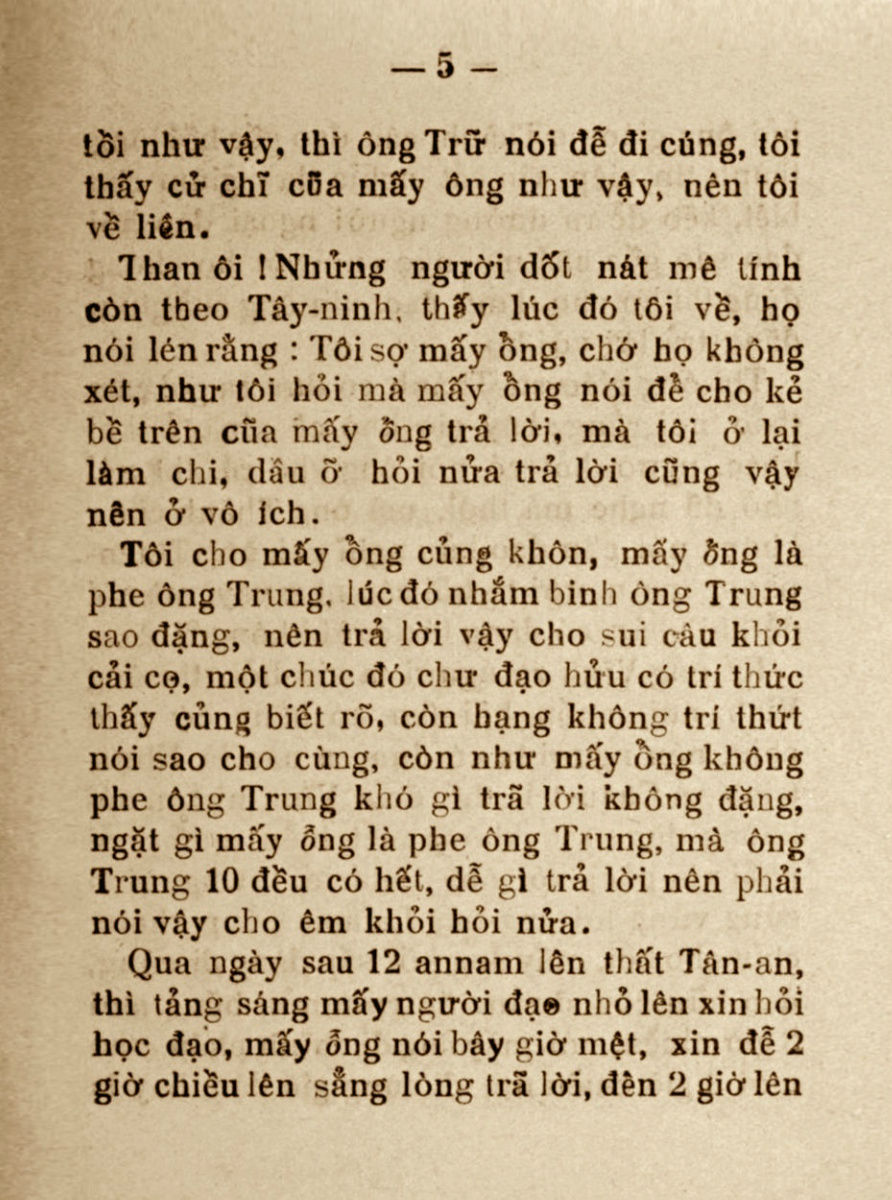 — 5 —
tồi như vậy, thì ông Trữ nói đễ đi cúng, tôi
thấy cử chĩ cũa mấy ông như vậy, nên tôi
về liền.
Than ôi ! Nhửng người dốt nát mê tính
còn theo Tây-ninh, thấy lúc đó tôi về, họ
nói lén rằng : Tôi sợ mấy ổng, chớ họ không
xét, như tôi hỏi mà mấy ổng nói đề cho kẻ
bề trên cũa mấy ổng trả lời, mà tôi ở lại
làm chi, dầu ỡ hỏi nửa trả lời cũng vậy
nên ở vô ích.
Tôi cho mấy ổng củng khôn, mấy ổng là
phe ông Trung, lúc đó nhắm binh ông Trung
sao đặng, nên trả lời vậy cho sui câu khỏi
cải cọ, một chúc đó chư đạo hửu có trí thức
thấy củng biết rõ, còn hạng không trí thứt
nói sao cho cùng, còn như mấy ổng không
phe ông Trung khó gì trã lời không đặng,
ngặt gì mấy ổng là phe ông Trung, mà ông
Trung 10 đều có hết, dễ gì trả lời nên phải
nói vậy cho êm khỏi hỏi nửa.
Qua ngày sau 12 annam lên thất Tân-an,
thì tảng sáng mấy người đạo nhỏ lên xin hỏi
học đạo, mấy ổng nói bây giờ mệt, xin đễ 2
giờ chiều lên sẳng lòng trã lời, đến 2 giờ lên